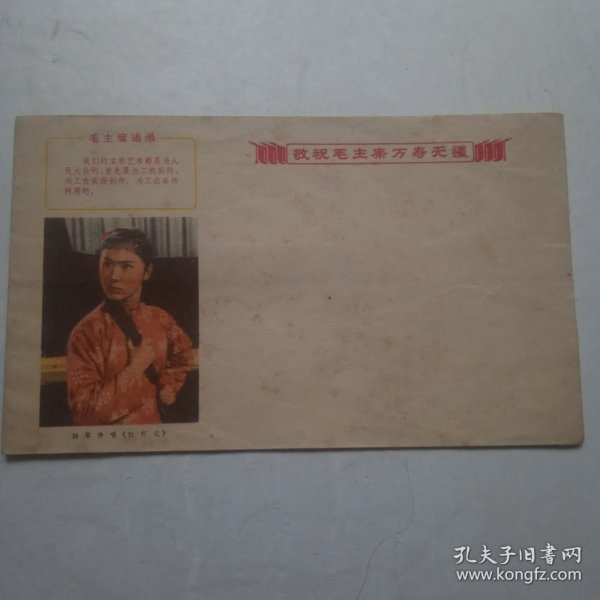 毛主席语录
我们的文学艺术都是为人
民大众的，首先是为工农兵的，
为工农兵而创作，为工农兵所
利用的。
敬祝毛主席万寿无疆
钢琴伴唱《红灯记》
孔夫子旧书网
www.kongfz.com